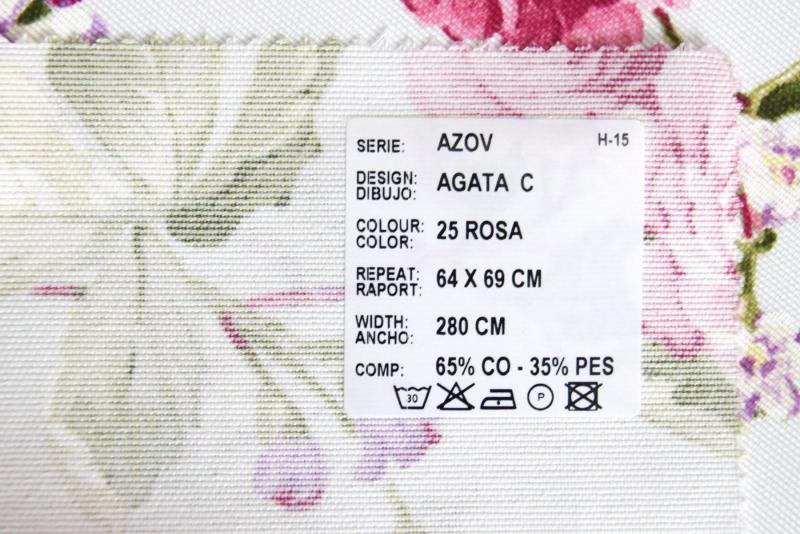 SERIE: AZOV H-15
DESIGN:
DIBUJO: AGATA C
COLOUR:
COLOR: 25 ROSA
REPEAT:
RAPORT: 64 X 69 CM
WIDTH:
ANCHO: 280 CM
COMP: 65% CO - 35% PES
30 P